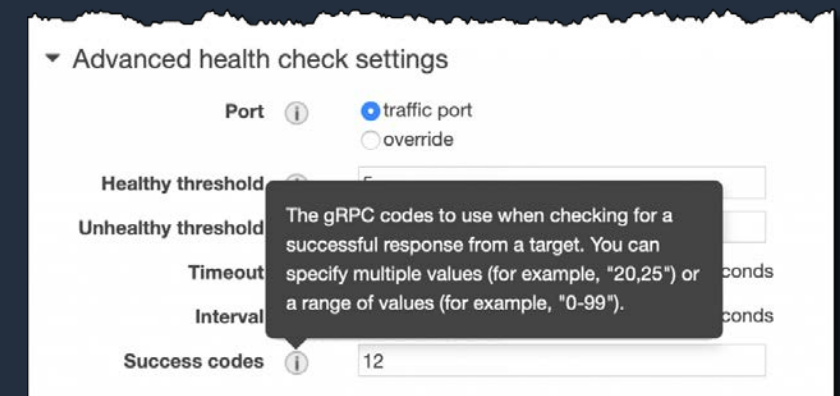 Advanced health check settings
Port
traffic port
override
Healthy threshold
Unhealthy threshold
The gRPC codes to use when checking for a
successful response from a target. You can
specify multiple values (for example, "20,25") or
a range of values (for example, "0-99").
Timeout
conds
Interval
conds
Success codes
12